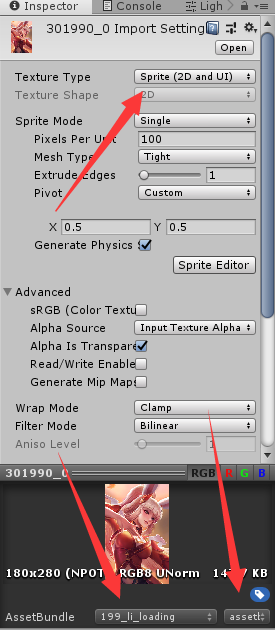 Inspector Console Ligh
301990_0 Import Setting
Open
Texture Type Sprite (2D and UI)
Texture Shape 2D
Sprite Mode Single
Pixels Per Unit 100
Mesh Type Tight
Extrude Edges 1
Pivot Custom
X 0.5 Y 0.5
Generate Physics S
Sprite Editor
Advanced
sRGB (Color Textu
Alpha Source Input Texture Alpha
Alpha Is Transpare
Read/Write Enable
Generate Mip Maps
Wrap Mode Clamp
Filter Mode Bilinear
Aniso Level 1
301990_0 RGB R G B
180x280 (NPOT) RGB8 UNorm KB
AssetBundle 199_li_loading assetl